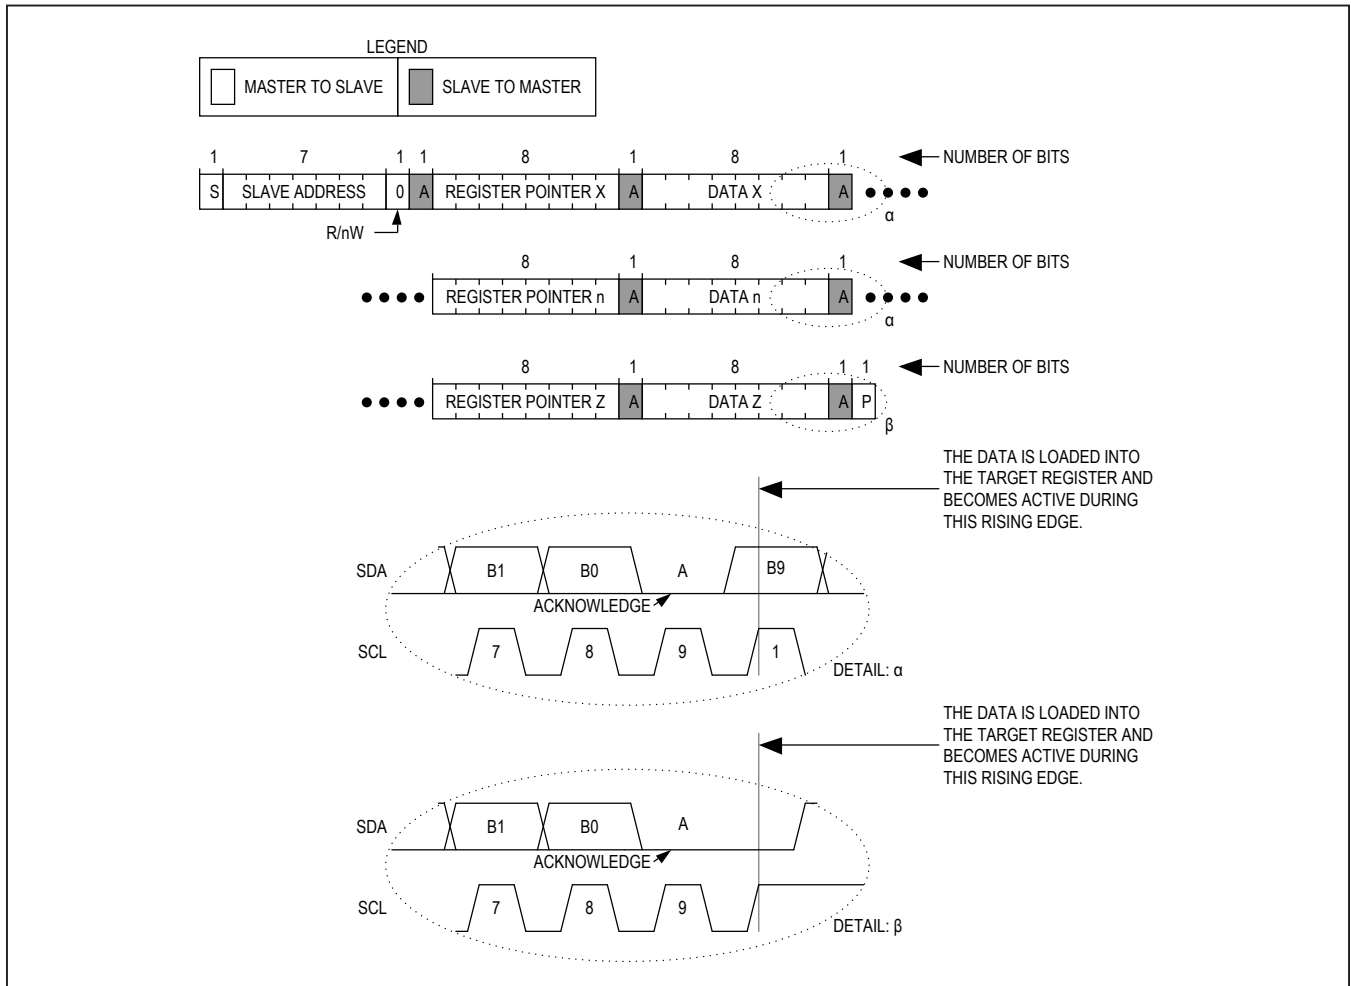 LEGEND
MASTER TO SLAVE SLAVE TO MASTER
1 7 1 1 8 1 8 1 NUMBER OF BITS
S SLAVE ADDRESS 0 A REGISTER POINTER X A DATA X A
α
R/nW
8 1 8 1 NUMBER OF BITS
REGISTER POINTER n A DATA n A
α
8 1 8 1 1 NUMBER OF BITS
REGISTER POINTER Z A DATA Z A P
β
THE DATA IS LOADED INTO
THE TARGET REGISTER AND
BECOMES ACTIVE DURING
THIS RISING EDGE.
SDA B1 B0 A B9
ACKNOWLEDGE
SCL 7 8 9 1
DETAIL: α
THE DATA IS LOADED INTO
THE TARGET REGISTER AND
BECOMES ACTIVE DURING
THIS RISING EDGE.
SDA B1 B0 A
ACKNOWLEDGE
SCL 7 8 9
DETAIL: β